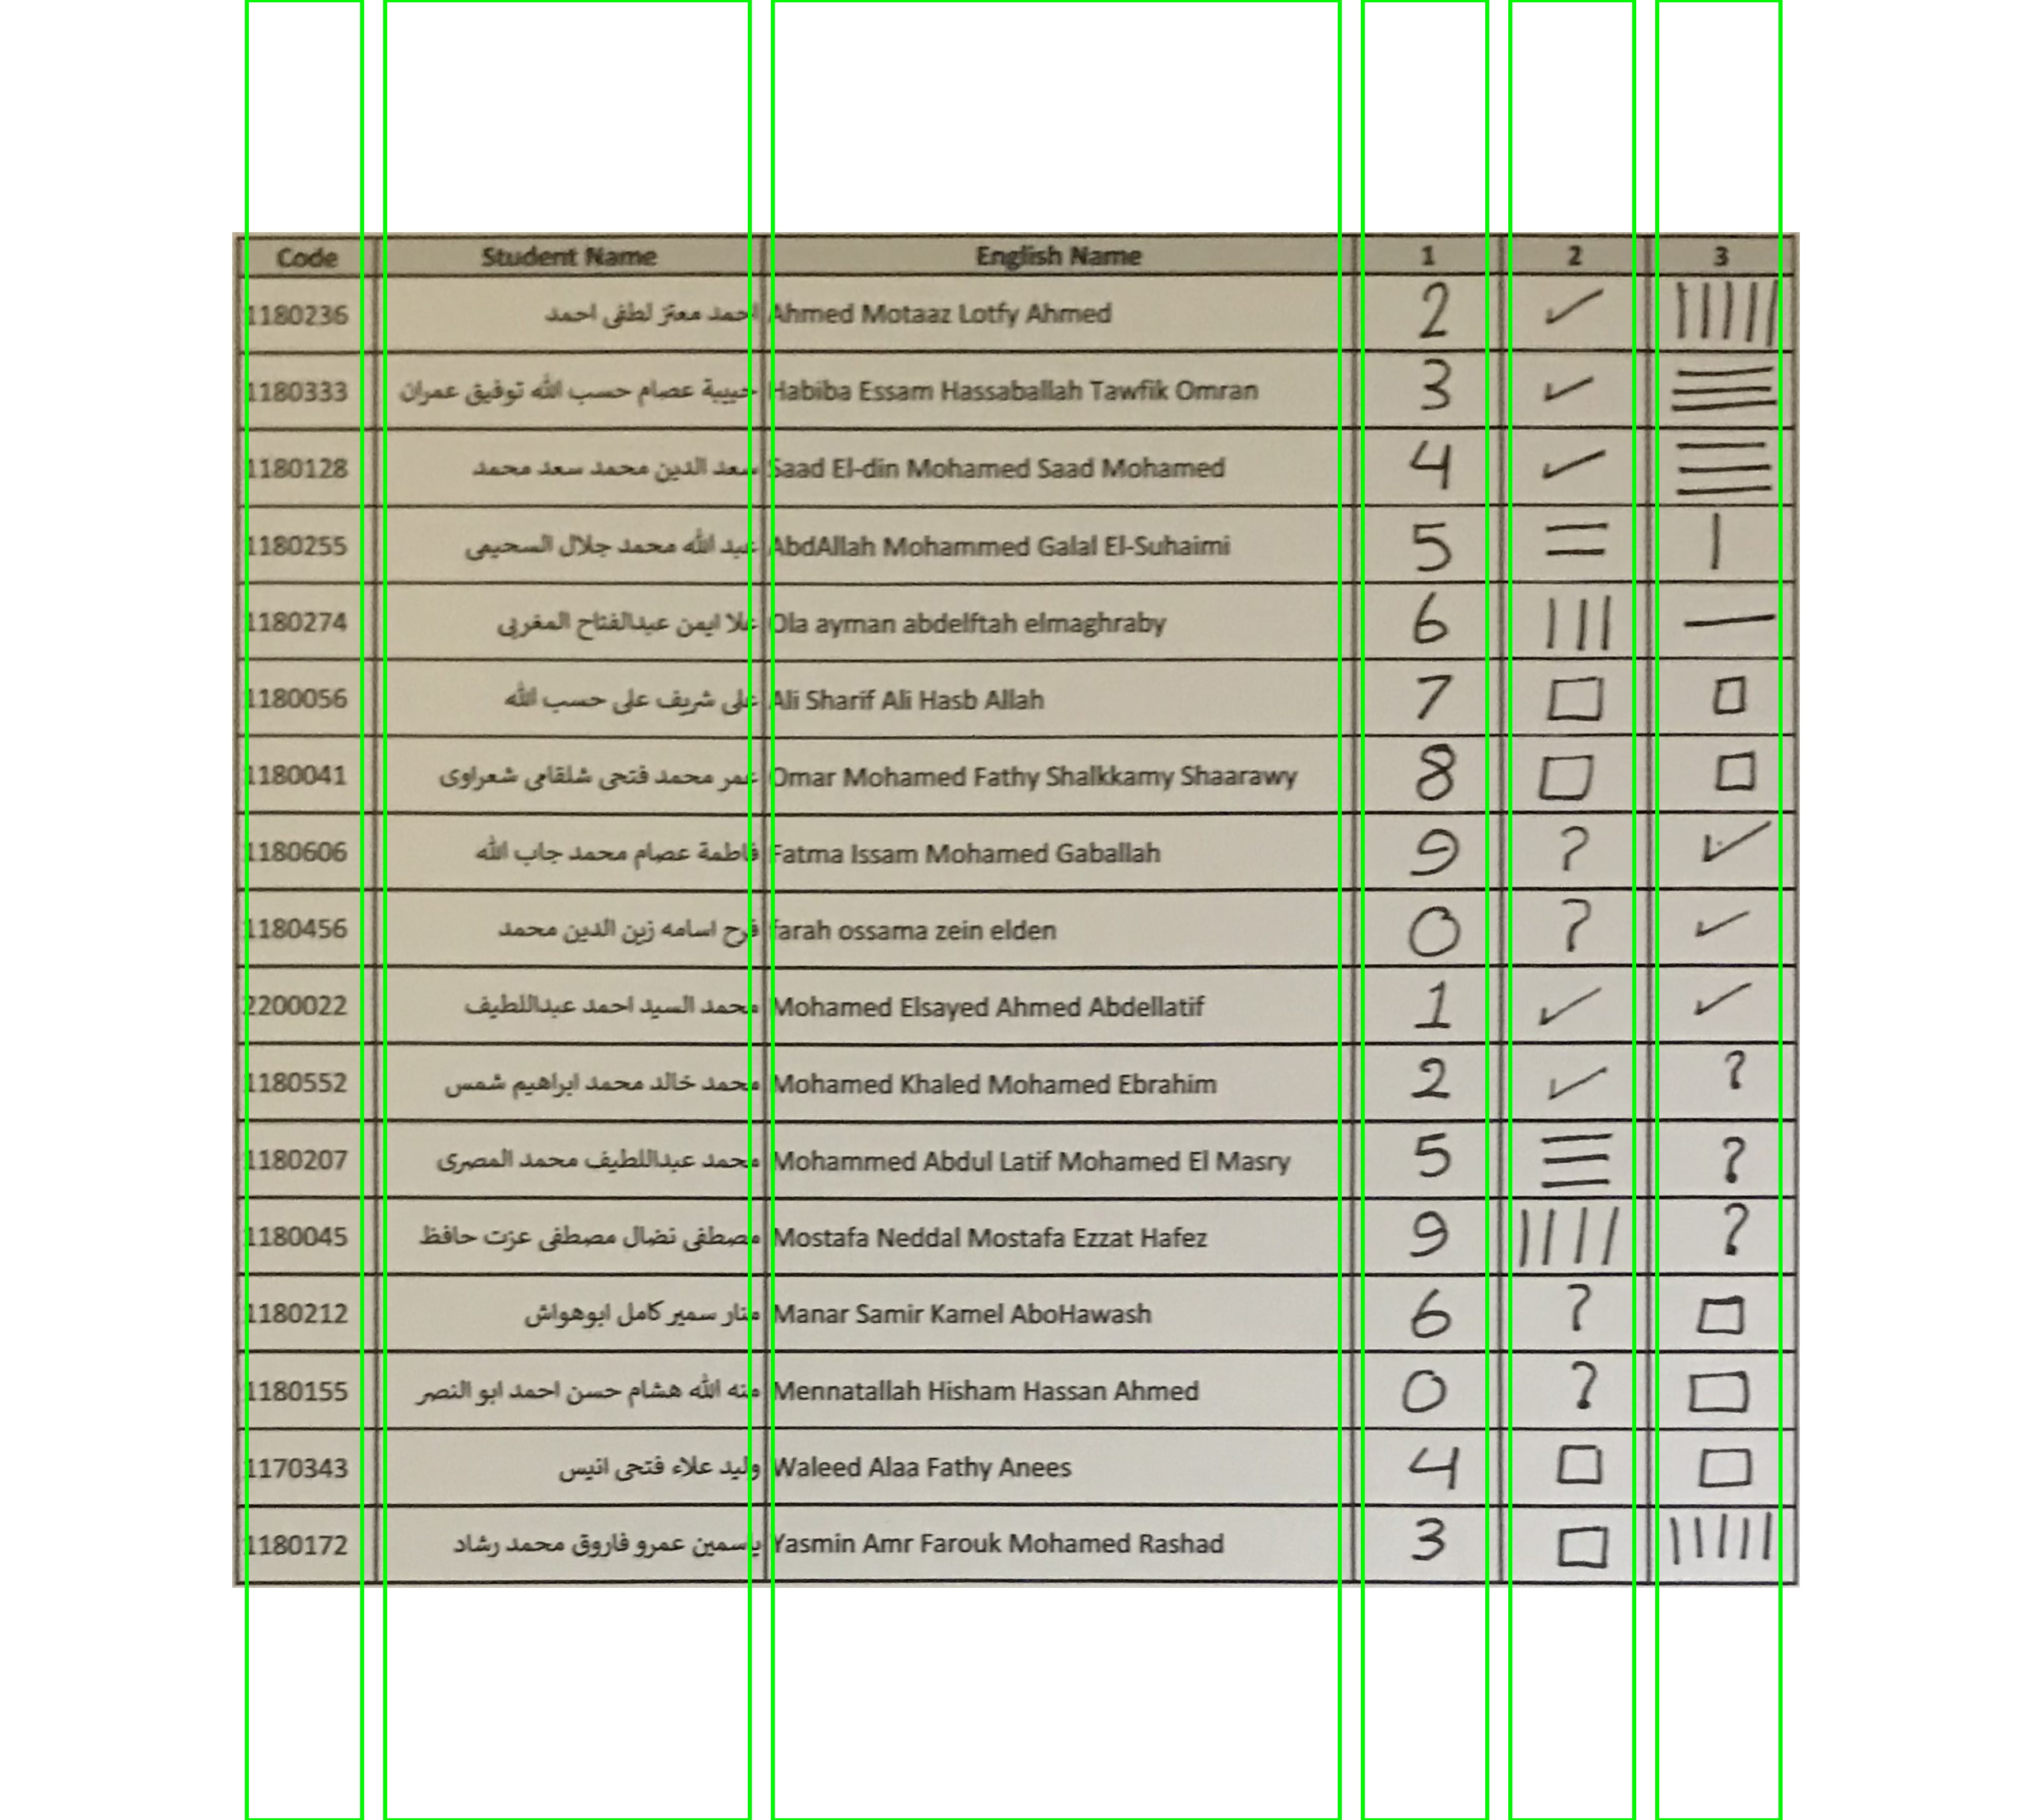 Code Student Name English Name 1 2 3
1180236 احمد معتز لطفى احمد Ahmed Motaaz Lotfy Ahmed 2 ✓ |||||
1180333 حبيبة عصام حسب الله توفيق عمران Habiba Essam Hassaballah Tawfik Omran 3 ✓ ☰
1180128 سعد الدين محمد سعد محمد Saad El-din Mohamed Saad Mohamed 4 ✓ ☰
1180255 عبد الله محمد جلال السحيمى AbdAllah Mohammed Galal El-Suhaimi 5 = |
1180274 علا ايمن عبدالفتاح المغربى Ola ayman abdelftah elmaghraby 6 ||| —
1180056 على شريف على حسب الله Ali Sharif Ali Hasb Allah 7 □ □
1180041 عمر محمد فتحى شلقامى شعراوى Omar Mohamed Fathy Shalkkamy Shaarawy 8 □ □
1180606 فاطمة عصام محمد جاب الله Fatma Issam Mohamed Gaballah 9 ? ✓
1180456 فرح اسامه زين الدين محمد farah ossama zein elden 0 ? ✓
2200022 محمد السيد احمد عبداللطيف Mohamed Elsayed Ahmed Abdellatif 1 ✓ ✓
1180552 محمد خالد محمد ابراهيم شمس Mohamed Khaled Mohamed Ebrahim 2 ✓ ?
1180207 محمد عبداللطيف محمد المصرى Mohammed Abdul Latif Mohamed El Masry 5 ☰ ?
1180045 مصطفى نضال مصطفى عزت حافظ Mostafa Neddal Mostafa Ezzat Hafez 9 |||| ?
1180212 منار سمير كامل ابوهواش Manar Samir Kamel AboHawash 6 ? □
1180155 منه الله هشام حسن احمد ابو النصر Mennatallah Hisham Hassan Ahmed 0 ? □
1170343 وليد علاء فتحى انيس Waleed Alaa Fathy Anees 4 □ □
1180172 ياسمين عمرو فاروق محمد رشاد Yasmin Amr Farouk Mohamed Rashad 3 □ |||||